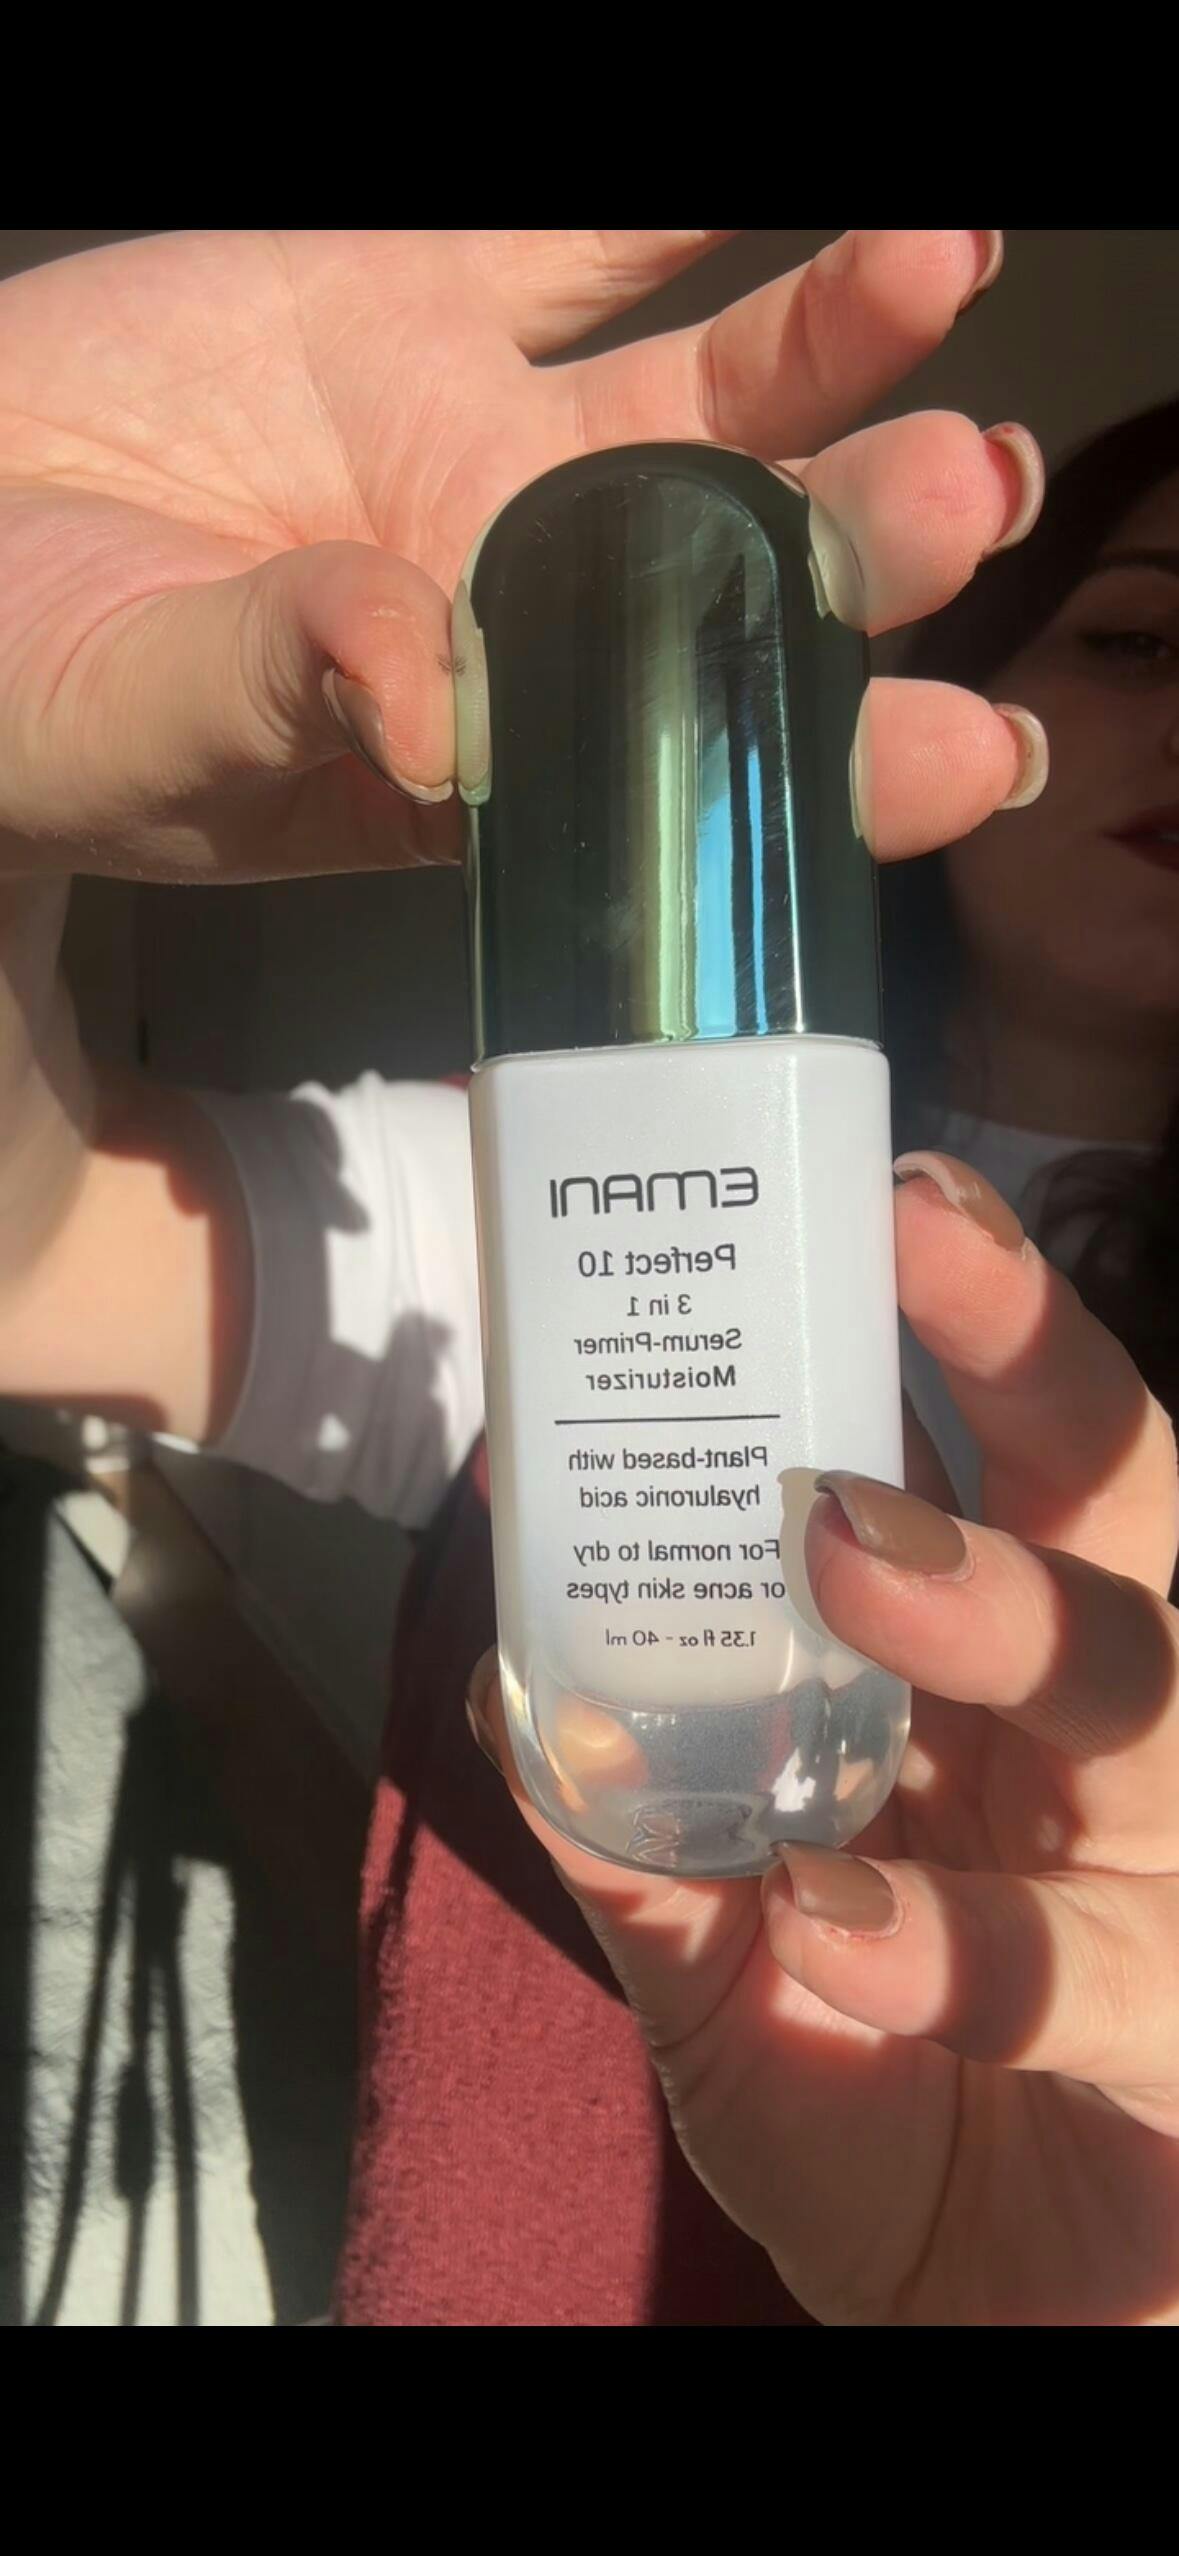 EMANI
Perfect 10
3 in 1
Serum-Primer
Moisturizer
Plant-based with
hyaluronic acid
For normal to dry
or acne skin types
1.35 fl oz - 40 ml